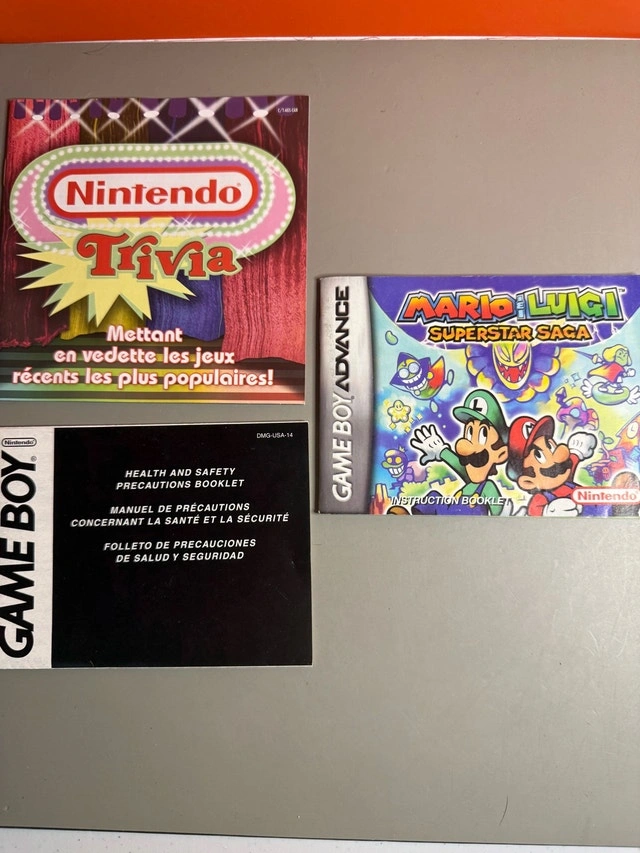 Nintendo®
Trivia
Mettant
en vedette les jeux
récents les plus populaires!
GAME BOY ADVANCE
MARIO & LUIGI™
SUPERSTAR SAGA
INSTRUCTION BOOKLET
Nintendo
Nintendo
GAME BOY®
DMG-USA-14
HEALTH AND SAFETY
PRECAUTIONS BOOKLET
MANUEL DE PRÉCAUTIONS
CONCERNANT LA SANTÉ ET LA SÉCURITÉ
FOLLETO DE PRECAUCIONES
DE SALUD Y SEGURIDAD